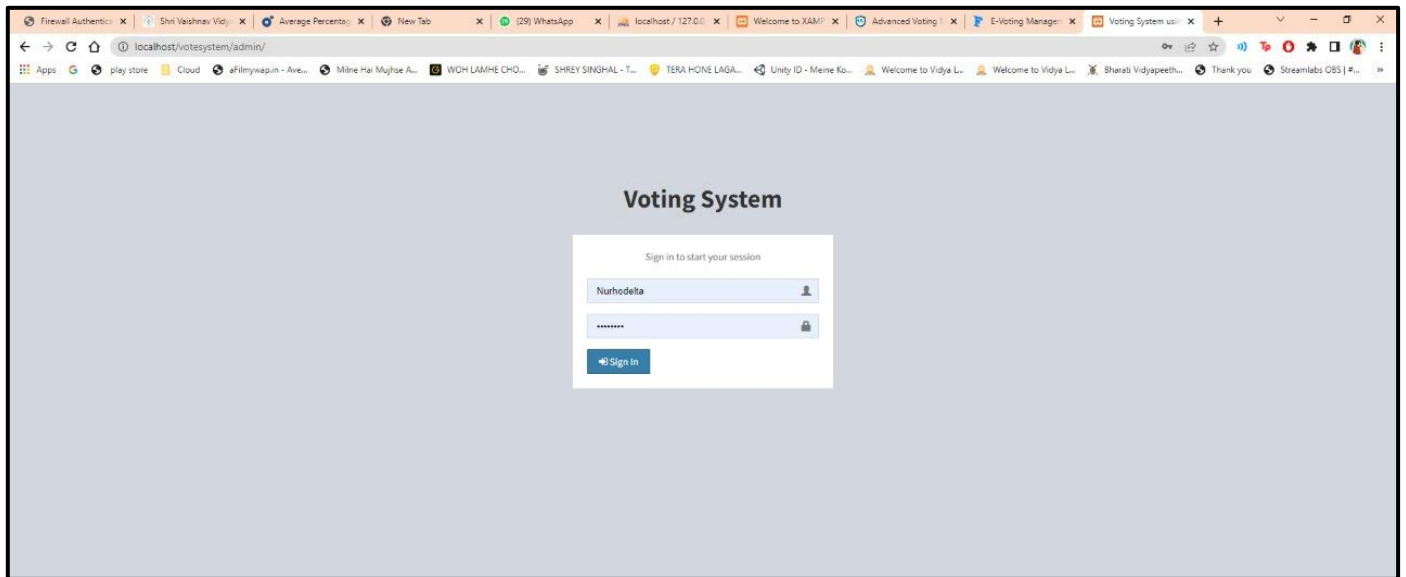 Firewall Authentica Shri Vaishnav Vidy Average Percentag New Tab (29) WhatsApp localhost / 127.0.0 Welcome to XAMP Advanced Voting E-Voting Managem Voting System usi
localhost/votesystem/admin/
Apps play store Cloud aFilmywap.in - Ave... Milne Hai Mujhse A... WOH LAMHE CHO... SHREY SINGHAL - T... TERA HONE LAGA... Unity ID - Meine Ko... Welcome to Vidya L... Welcome to Vidya L... Bharati Vidyapeeth... Thank you Streamlabs OBS | #... »
Voting System
Sign in to start your session
Nurhodelta
••••••••
Sign In